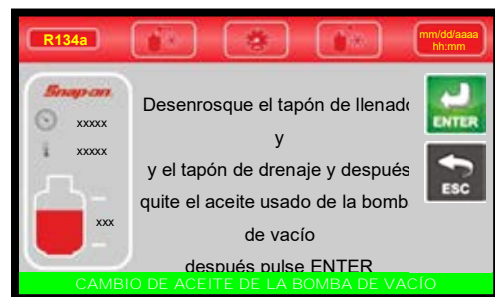 R134a
mm/dd/aaaa
hh:mm
Snap-on
xxxxx
xxxxx
xxx
Desenrosque el tapón de llenado
y
y el tapón de drenaje y después
quite el aceite usado de la bomb
de vacío
después pulse ENTER
ENTER
ESC
CAMBIO DE ACEITE DE LA BOMBA DE VACÍO